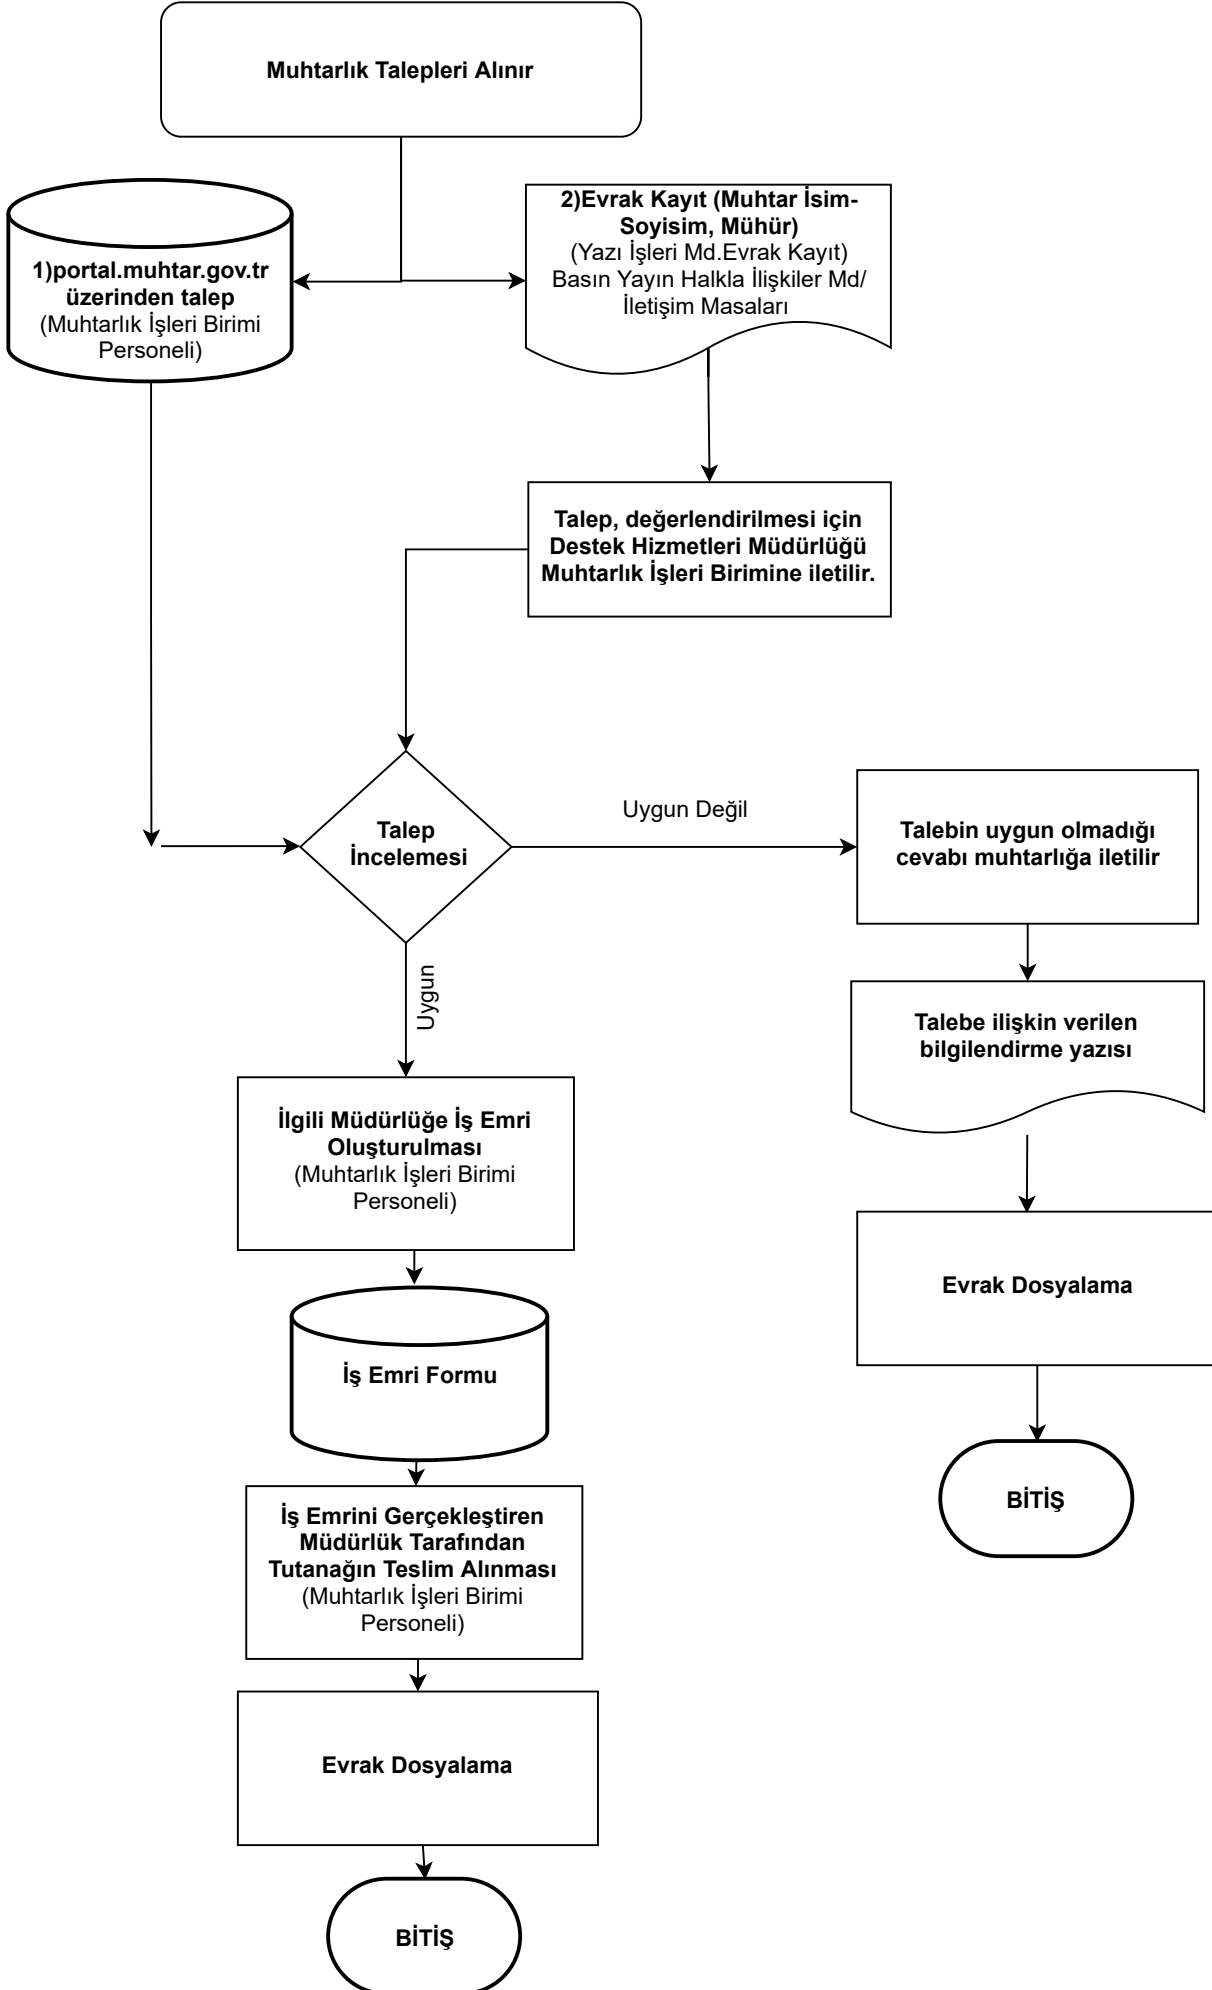 Muhtarlık Talepleri Alınır
1)portal.muhtar.gov.tr
üzerinden talep
(Muhtarlık İşleri Birimi
Personeli)
2)Evrak Kayıt (Muhtar İsim-
Soyisim, Mühür)
(Yazı İşleri Md.Evrak Kayıt)
Basın Yayın Halkla İlişkiler Md/
İletişim Masaları
Talep, değerlendirilmesi için
Destek Hizmetleri Müdürlüğü
Muhtarlık İşleri Birimine iletilir.
Talep
İncelemesi
Uygun Değil
Talebin uygun olmadığı
cevabı muhtarlığa iletilir
Uygun
Talebe ilişkin verilen
bilgilendirme yazısı
İlgili Müdürlüğe İş Emri
Oluşturulması
(Muhtarlık İşleri Birimi
Personeli)
Evrak Dosyalama
İş Emri Formu
BİTİŞ
İş Emrini Gerçekleştiren
Müdürlük Tarafından
Tutanağın Teslim Alınması
(Muhtarlık İşleri Birimi
Personeli)
Evrak Dosyalama
BİTİŞ